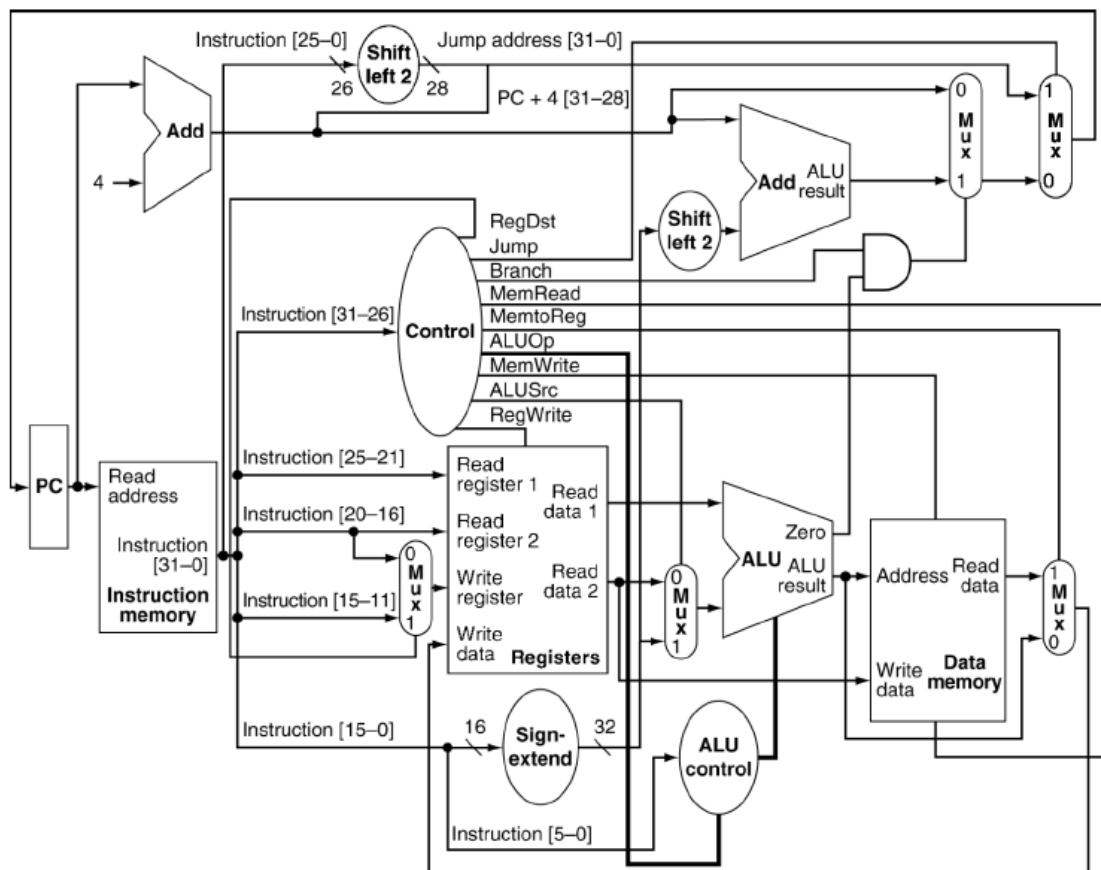 Instruction [25–0]
Shift
left 2
Jump address [31–0]
26
28
PC + 4 [31–28]
Add
4
0
M
u
x
1
1
M
u
x
0
Add
ALU
result
Shift
left 2
RegDst
Jump
Branch
MemRead
MemtoReg
ALUOp
MemWrite
ALUSrc
RegWrite
Instruction [31–26]
Control
PC
Read
address
Instruction
[31–0]
Instruction
memory
Instruction [25–21]
Instruction [20–16]
Instruction [15–11]
0
M
u
x
1
Read
register 1
Read
register 2
Write
register
Write
data
Read
data 1
Read
data 2
Registers
0
M
u
x
1
Zero
ALU
ALU
result
Address
Read
data
Write
data
Data
memory
1
M
u
x
0
Instruction [15–0]
16
Sign-
extend
32
ALU
control
Instruction [5–0]